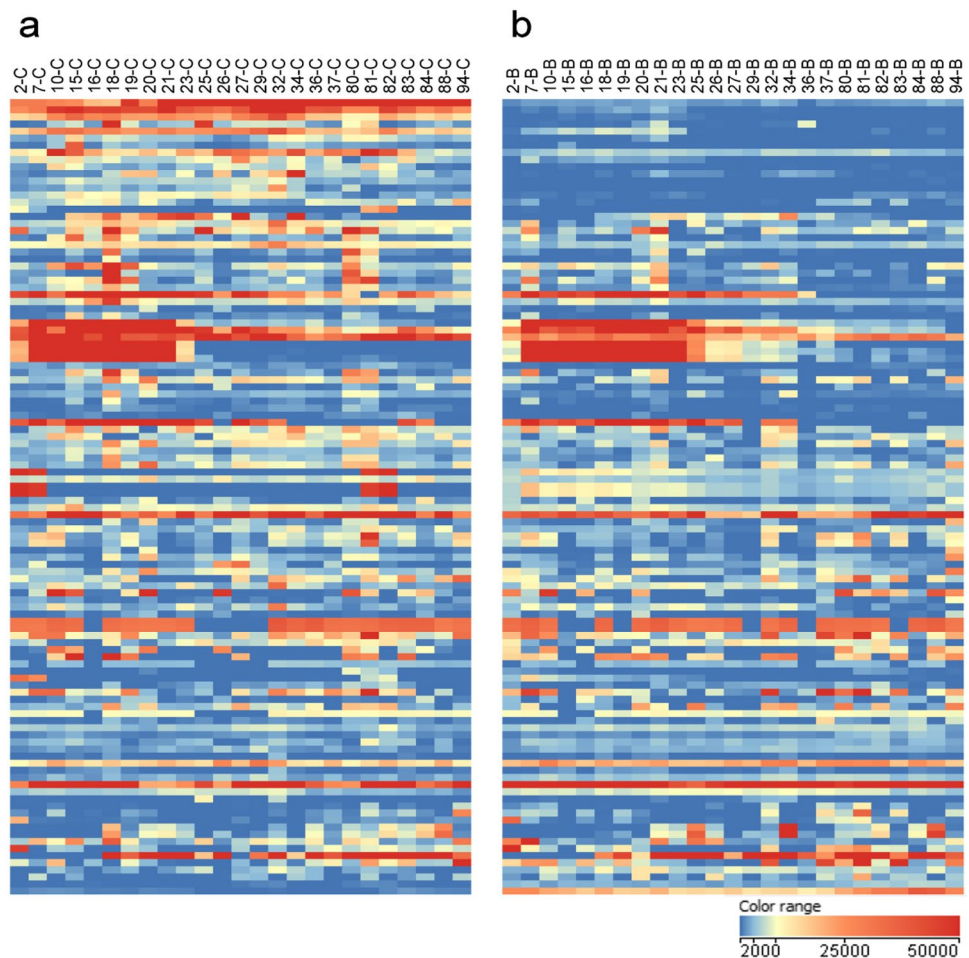 a
b
2-C 7-C 10-C 15-C 16-C 18-C 19-C 20-C 21-C 23-C 25-C 26-C 27-C 29-C 32-C 34-C 36-C 37-C 80-C 81-C 82-C 83-C 84-C 88-C 94-C
2-B 7-B 10-B 15-B 16-B 18-B 19-B 20-B 21-B 23-B 25-B 26-B 27-B 29-B 32-B 34-B 36-B 37-B 80-B 81-B 82-B 83-B 84-B 88-B 94-B
Color range
2000 25000 50000